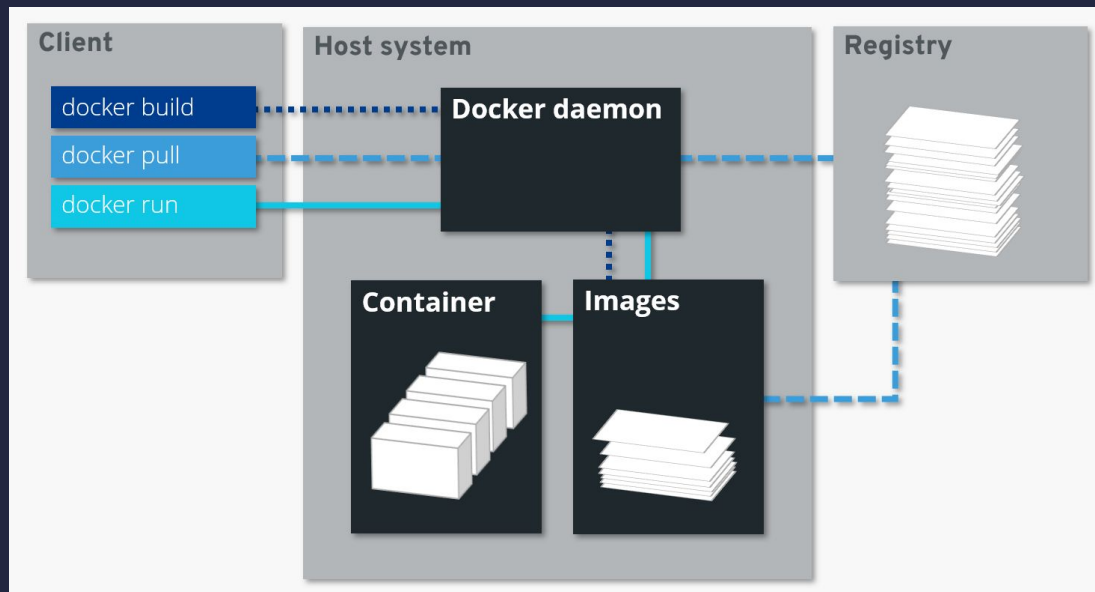 Client
docker build
docker pull
docker run
Host system
Docker daemon
Container
Images
Registry